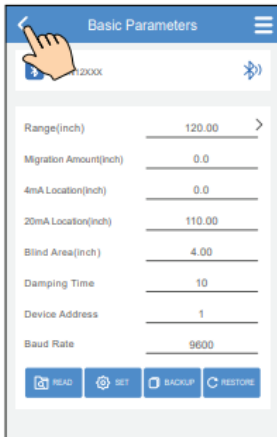 Basic Parameters
12XXX
Range(inch) 120.00
Migration Amount(inch) 0.0
4mA Location(inch) 0.0
20mA Location(inch) 110.00
Blind Area(inch) 4.00
Damping Time 10
Device Address 1
Baud Rate 9600
READ SET BACKUP RESTORE